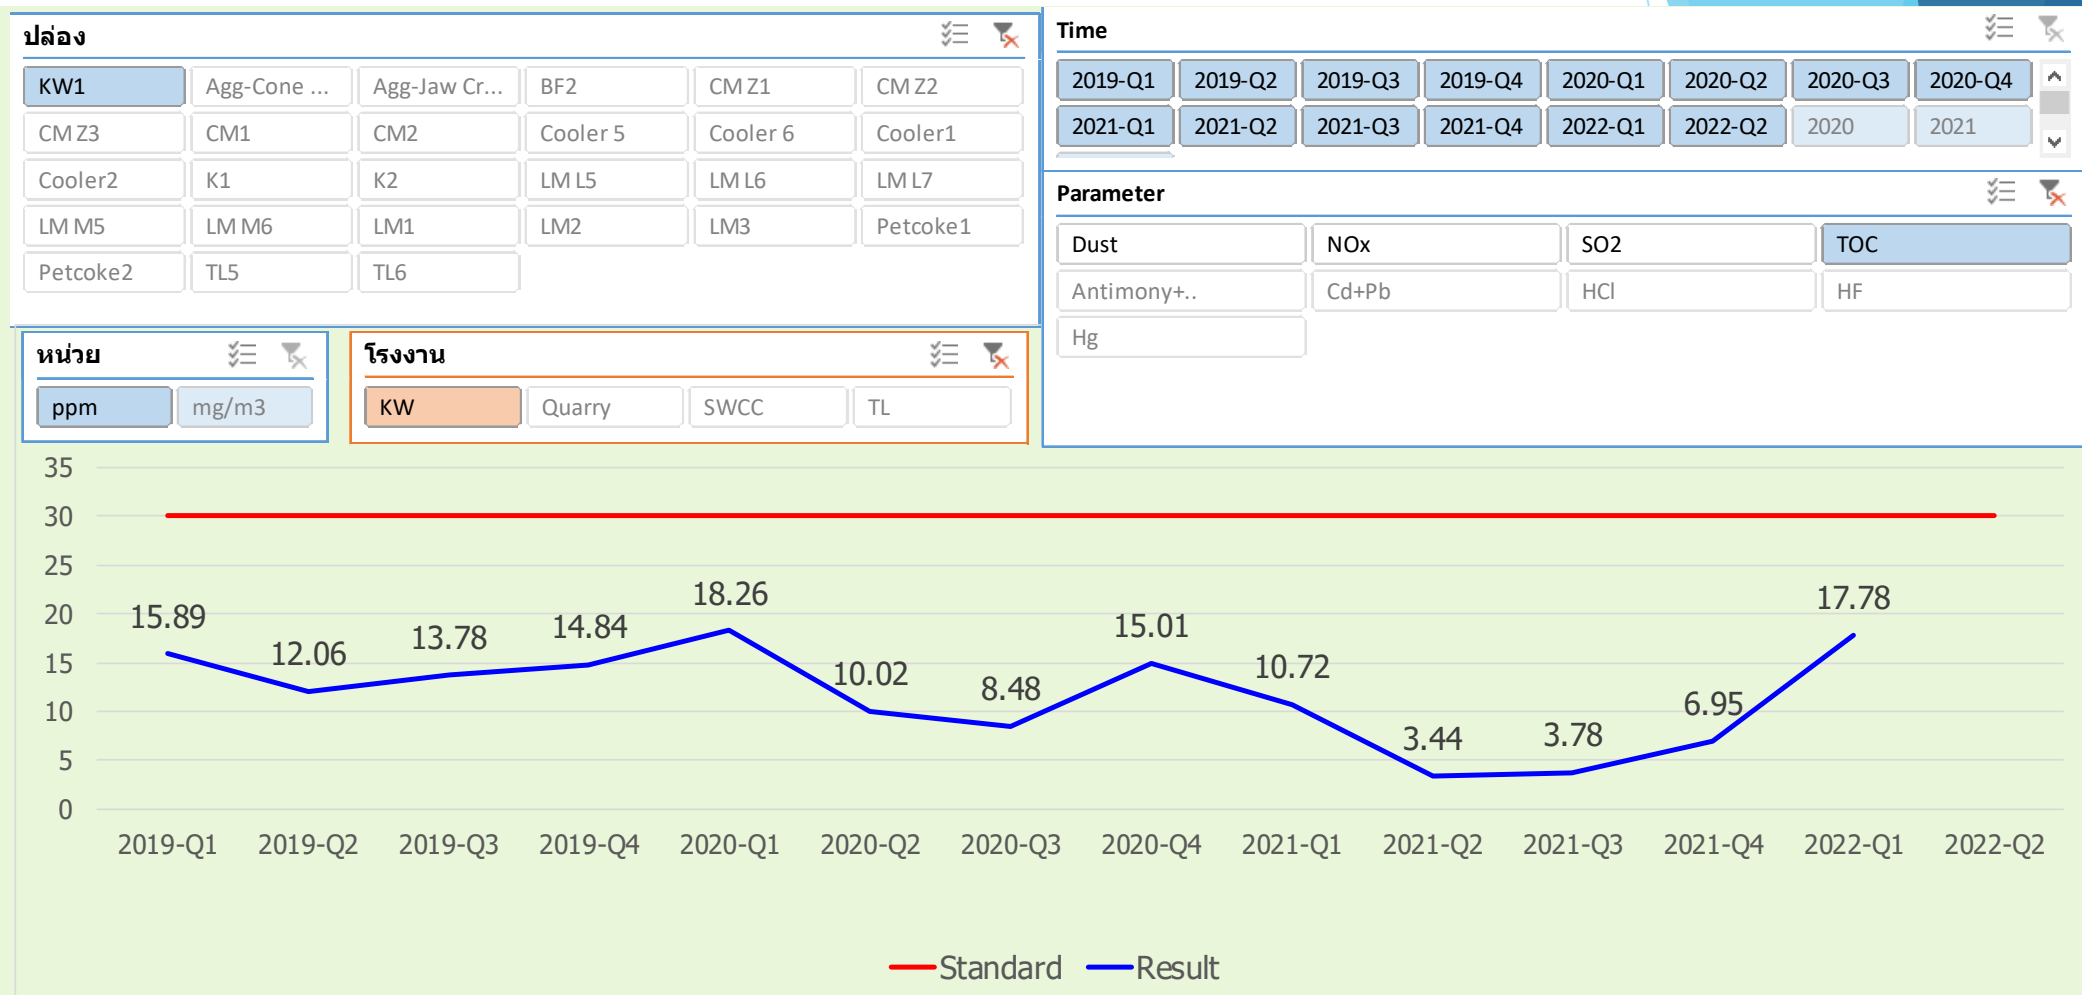 ปล่อง
KW1 Agg-Cone ... Agg-Jaw Cr... BF2 CM Z1 CM Z2
CM Z3 CM1 CM2 Cooler 5 Cooler 6 Cooler1
Cooler2 K1 K2 LM L5 LM L6 LM L7
LM M5 LM M6 LM1 LM2 LM3 Petcoke1
Petcoke2 TL5 TL6
Time
2019-Q1 2019-Q2 2019-Q3 2019-Q4 2020-Q1 2020-Q2 2020-Q3 2020-Q4
2021-Q1 2021-Q2 2021-Q3 2021-Q4 2022-Q1 2022-Q2 2020 2021
Parameter
Dust NOx SO2 TOC
Antimony+.. Cd+Pb HCl HF
Hg
หน่วย
ppm mg/m3
โรงงาน
KW Quarry SWCC TL
35
30
25
20
15
10
5
0
15.89 12.06 13.78 14.84 18.26 10.02 8.48 15.01 10.72 3.44 3.78 6.95 17.78
2019-Q1 2019-Q2 2019-Q3 2019-Q4 2020-Q1 2020-Q2 2020-Q3 2020-Q4 2021-Q1 2021-Q2 2021-Q3 2021-Q4 2022-Q1 2022-Q2
Standard Result